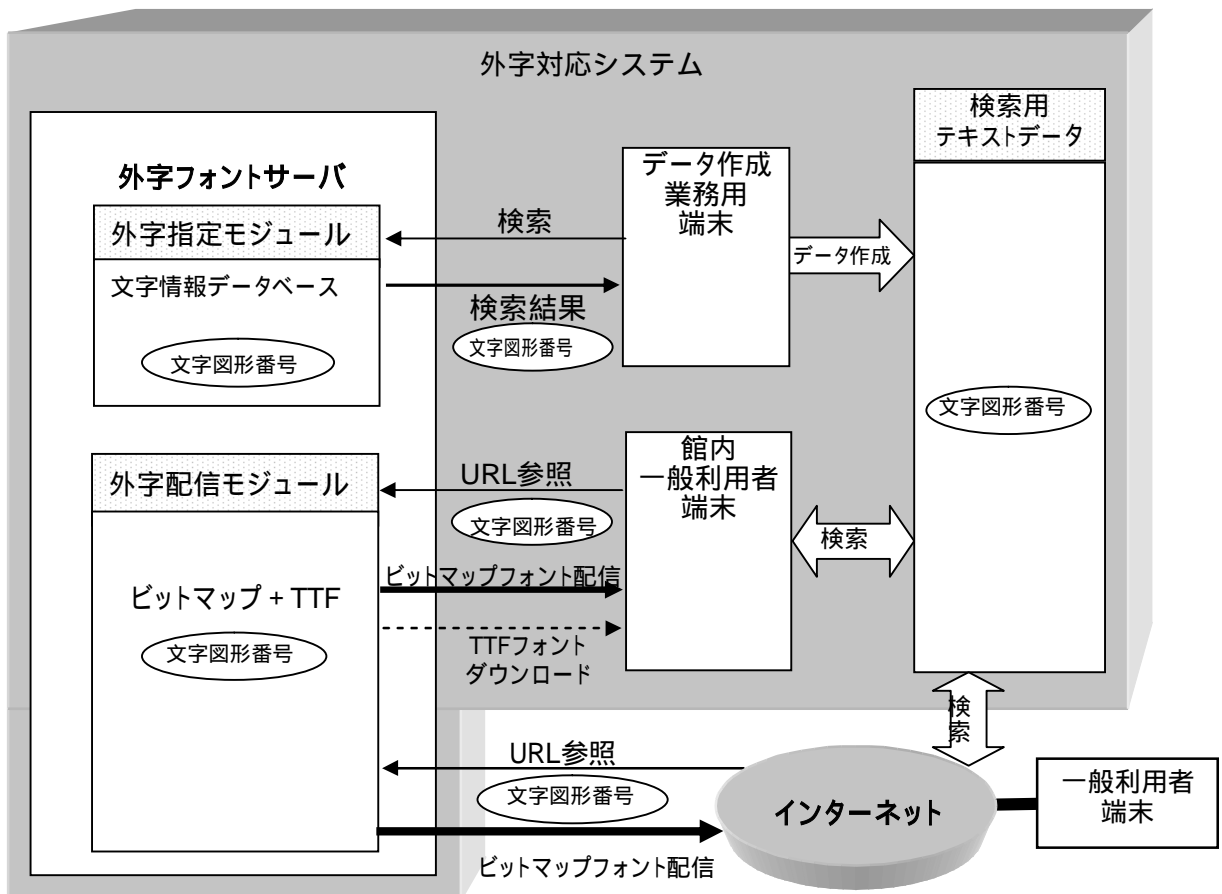 外字対応システム
外字フォントサーバ
外字指定モジュール
文字情報データベース
文字図形番号
検索
検索結果
文字図形番号
データ作成
業務用
端末
データ作成
検索用
テキストデータ
文字図形番号
外字配信モジュール
ビットマップ + TTF
文字図形番号
URL参照
文字図形番号
ビットマップフォント配信
TTFフォント
ダウンロード
館内
一般利用者
端末
検索
検索
URL参照
文字図形番号
ビットマップフォント配信
インターネット
一般利用者
端末